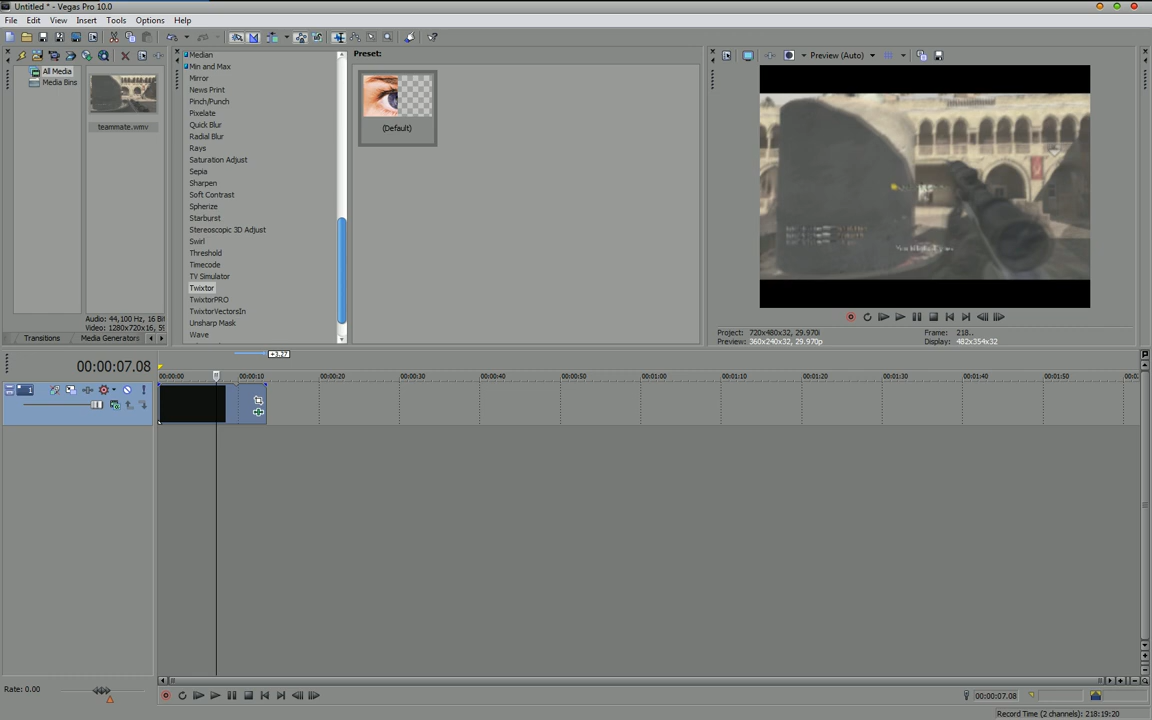 Untitled * - Vegas Pro 10.0
File Edit View Insert Tools Options Help
All Media
Media Bins
teammate.wmv
Audio: 44,100 Hz, 16 Bit
Video: 1280x720x16, 59
Transitions Media Generators
Median
Min and Max
Mirror
News Print
Pinch/Punch
Pixelate
Quick Blur
Radial Blur
Rays
Saturation Adjust
Sepia
Sharpen
Soft Contrast
Spherize
Starburst
Stereoscopic 3D Adjust
Swirl
Threshold
Timecode
TV Simulator
Twixtor
TwixtorPRO
TwixtorVectorsIn
Unsharp Mask
Wave
Preset:
(Default)
Preview (Auto)
Project: 720x480x32, 29.970i
Preview: 360x240x32, 29.970p
Frame: 218..
Display: 482x354x32
+3.27
00:00:07.08
00:00:00 00:00:10 00:00:20 00:00:30 00:00:40 00:00:50 00:01:00 00:01:10 00:01:20 00:01:30 00:01:40 00:01:50 00:0
1
Rate: 0.00
00:00:07.08
Record Time (2 channels): 218:19:20